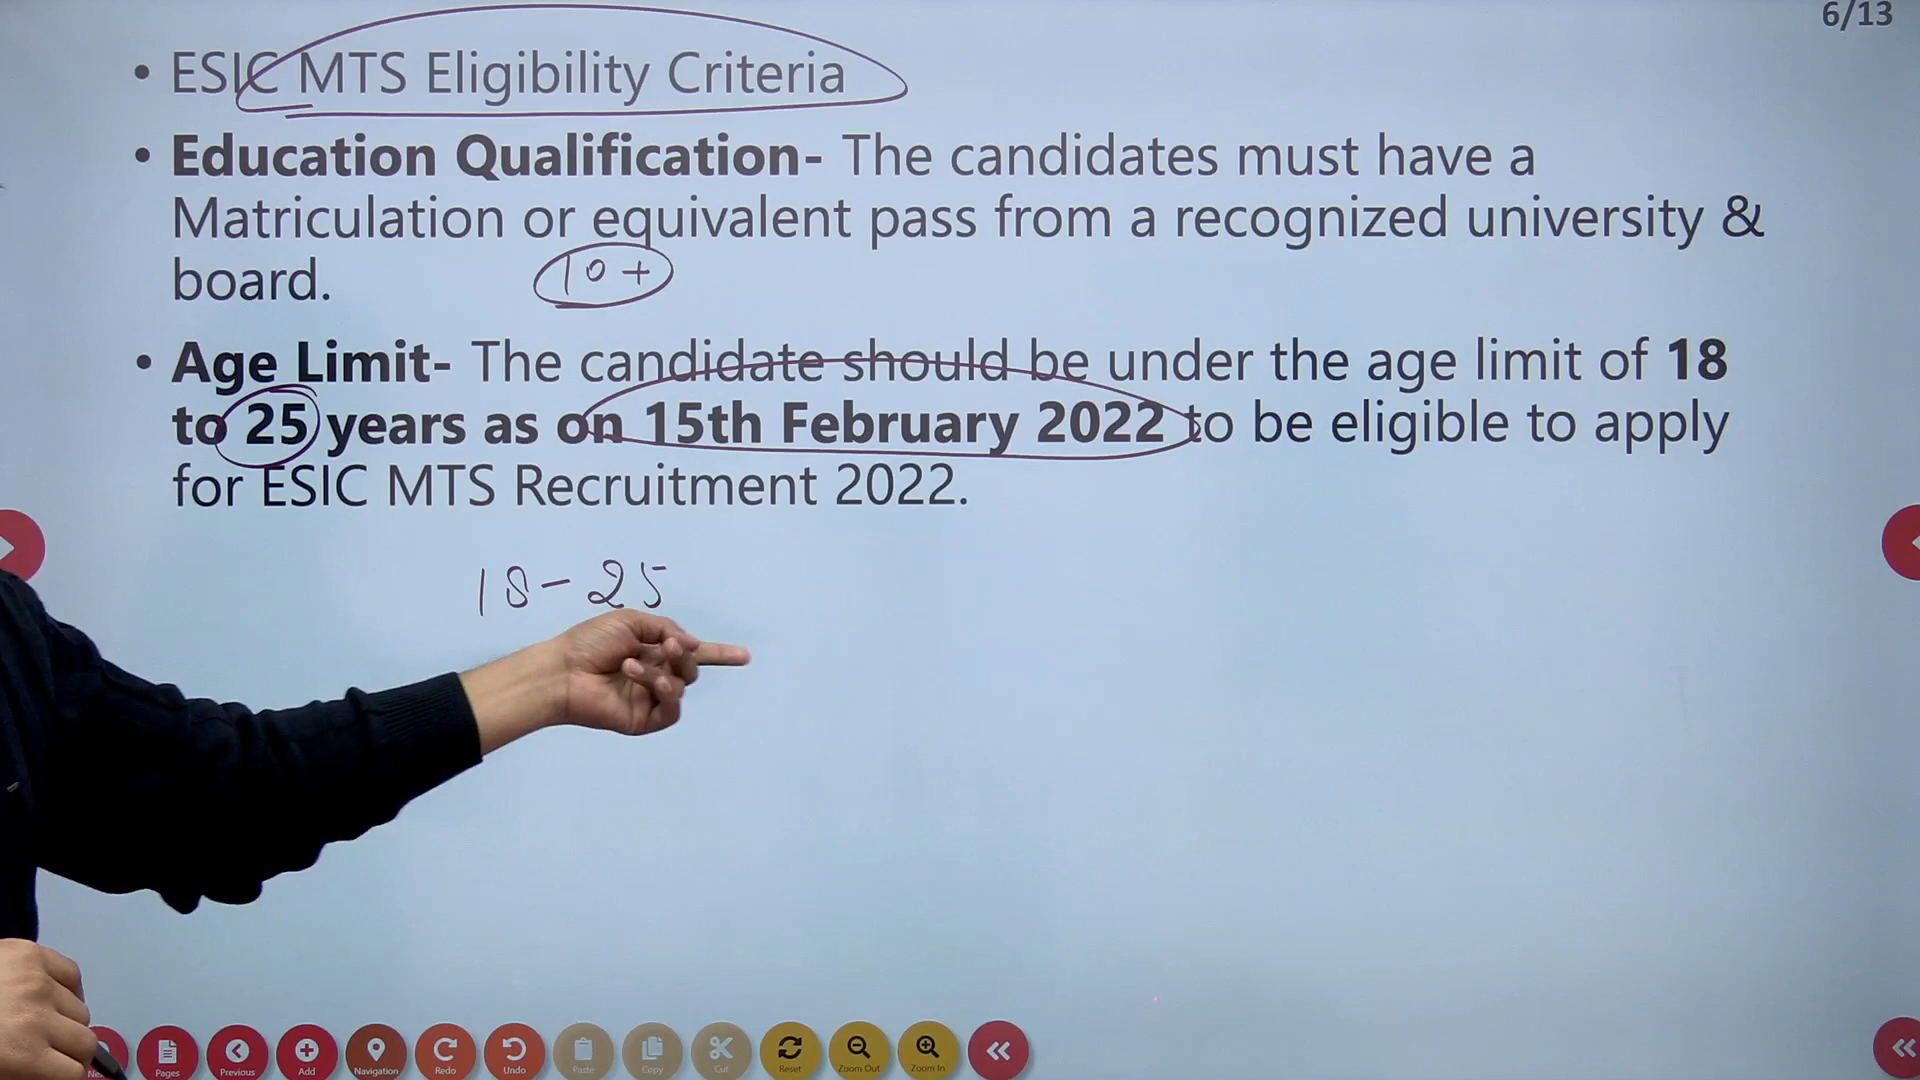 6/13
• ESIC MTS Eligibility Criteria
• Education Qualification- The candidates must have a
Matriculation or equivalent pass from a recognized university &
board.
10+
• Age Limit- The candidate should be under the age limit of 18
to 25 years as on 15th February 2022 to be eligible to apply
for ESIC MTS Recruitment 2022.
18-25
Pages Previous Add Navigation Redo Undo Paste Copy Cut Reset Zoom Out Zoom In